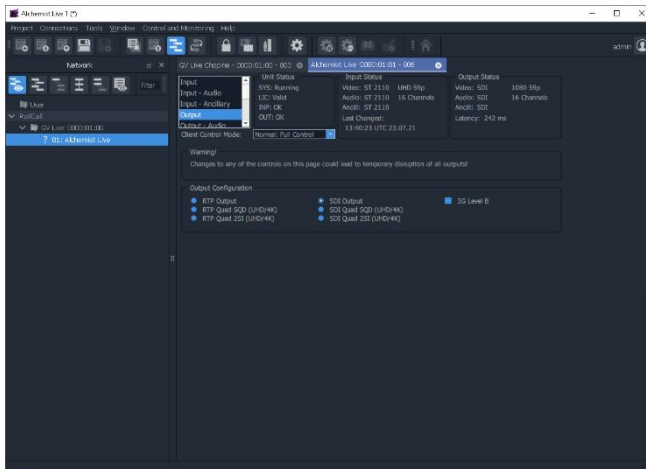 Alchemist Live 1 (*)
Project Connections Tools Window Control and Monitoring Help
admin
Network
GV Live Chopine - 0000:01:00 - 003
Alchemist Live 0000:01:01 - 006
filter
User
RollCall
GV Live: 0000:01:00
? 01: Alchemist Live
Input
Input - Audio
Input - Ancillary
Output
Output - Audio
Client Control Mode: Normal: Full Control
Unit Status
SYS: Running
LIC: Valid
INP: OK
OUT: OK
Input Status
Video: ST 2110 UHD 59p
Audio: ST 2110 16 Channels
Ancil: ST 2110
Last Changed:
13:40:23 UTC 23.07.21
Output Status
Video: SDI 1080 59p
Audio: SDI 16 Channels
Ancil: SDI
Latency: 242 ms
Warning!
Changes to any of the controls on this page could lead to temporary disruption of all outputs!
Output Configuration
RTP Output
SDI Output
3G Level B
RTP Quad SQD (UHD/4K)
SDI Quad SQD (UHD/4K)
RTP Quad 2SI (UHD/4K)
SDI Quad 2SI (UHD/4K)